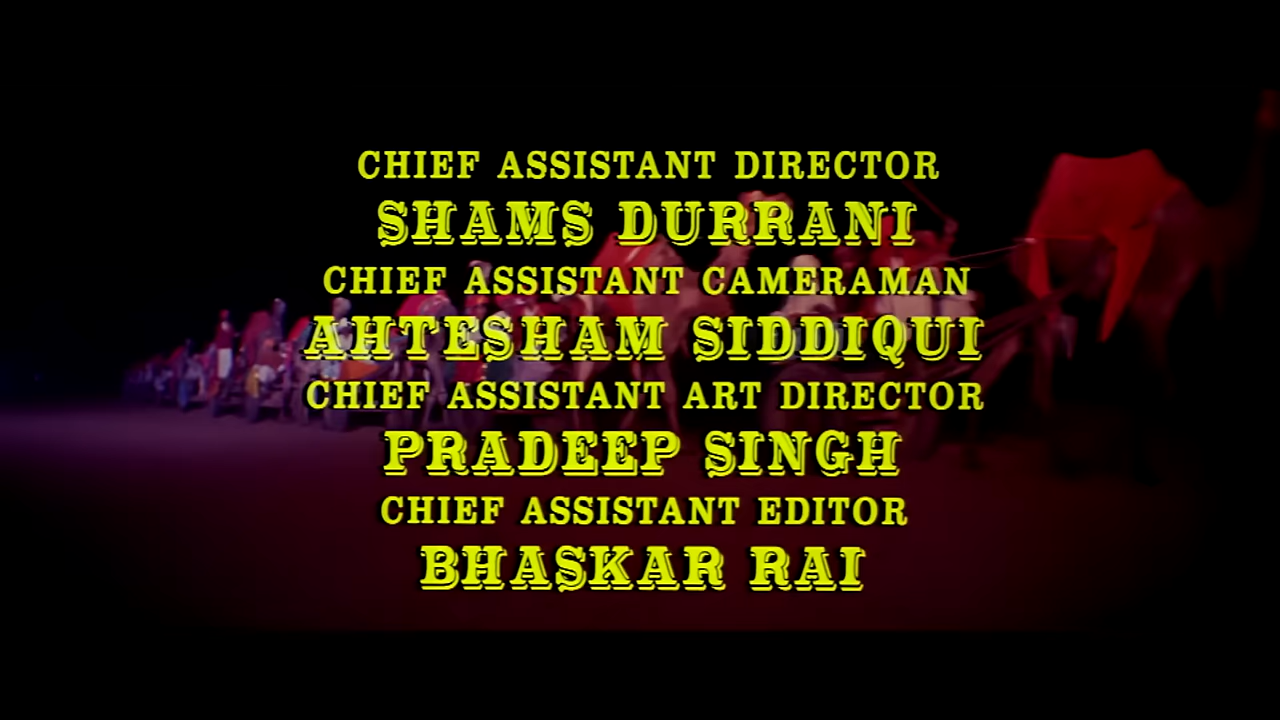 CHIEF ASSISTANT DIRECTOR
SHAMS DURRANI
CHIEF ASSISTANT CAMERAMAN
AHTESHAM SIDDIQUI
CHIEF ASSISTANT ART DIRECTOR
PRADEEP SINGH
CHIEF ASSISTANT EDITOR
BHASKAR RAI